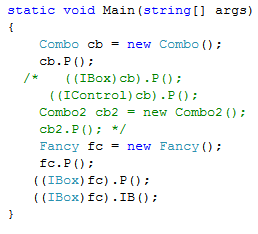 static void Main(string[] args)
{
    Combo cb = new Combo();
    cb.P();
  /*   ((IBox)cb).P();
     ((IControl)cb).P();
    Combo2 cb2 = new Combo2();
    cb2.P(); */
    Fancy fc = new Fancy();
    fc.P();
   ((IBox)fc).P();
   ((IBox)fc).IB();
}